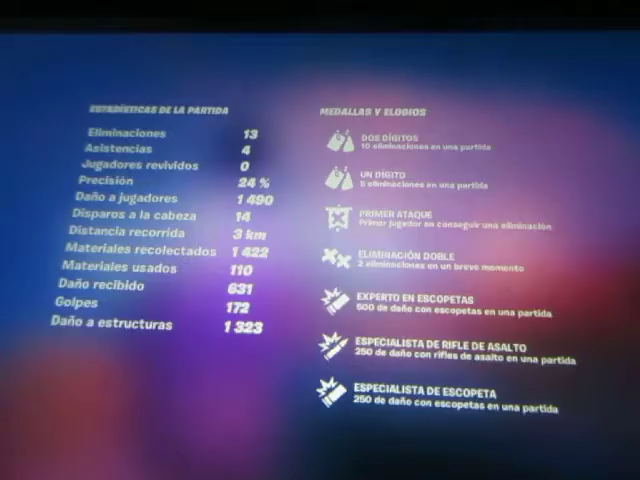 ESTADÍSTICAS DE LA PARTIDA
Eliminaciones 13
Asistencias 4
Jugadores revividos 0
Precisión 24 %
Daño a jugadores 1 490
Disparos a la cabeza 14
Distancia recorrida 3 km
Materiales recolectados 1 422
Materiales usados 110
Daño recibido 631
Golpes 172
Daño a estructuras 1 323
MEDALLAS Y ELOGIOS
DOS DÍGITOS
10 eliminaciones en una partida
UN DÍGITO
5 eliminaciones en una partida
PRIMER ATAQUE
Primer jugador en conseguir una eliminación
ELIMINACIÓN DOBLE
2 eliminaciones en un breve momento
EXPERTO EN ESCOPETAS
500 de daño con escopetas en una partida
ESPECIALISTA DE RIFLE DE ASALTO
250 de daño con rifles de asalto en una partida
ESPECIALISTA DE ESCOPETA
250 de daño con escopetas en una partida